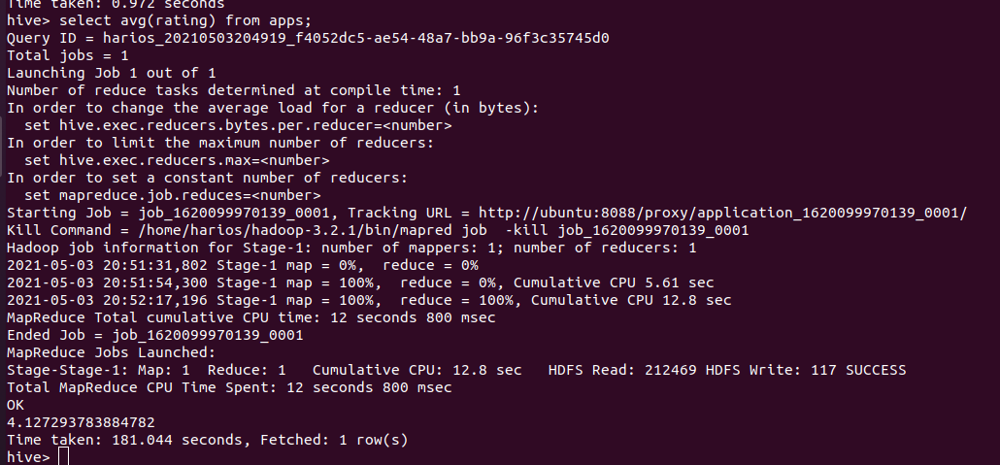 Time taken: 0.972 seconds
hive> select avg(rating) from apps;
Query ID = harios_20210503204919_f4052dc5-ae54-48a7-bb9a-96f3c35745d0
Total jobs = 1
Launching Job 1 out of 1
Number of reduce tasks determined at compile time: 1
In order to change the average load for a reducer (in bytes):
  set hive.exec.reducers.bytes.per.reducer=<number>
In order to limit the maximum number of reducers:
  set hive.exec.reducers.max=<number>
In order to set a constant number of reducers:
  set mapreduce.job.reduces=<number>
Starting Job = job_1620099970139_0001, Tracking URL = http://ubuntu:8088/proxy/application_1620099970139_0001/
Kill Command = /home/harios/hadoop-3.2.1/bin/mapred job  -kill job_1620099970139_0001
Hadoop job information for Stage-1: number of mappers: 1; number of reducers: 1
2021-05-03 20:51:31,802 Stage-1 map = 0%,  reduce = 0%
2021-05-03 20:51:54,300 Stage-1 map = 100%,  reduce = 0%, Cumulative CPU 5.61 sec
2021-05-03 20:52:17,196 Stage-1 map = 100%,  reduce = 100%, Cumulative CPU 12.8 sec
MapReduce Total cumulative CPU time: 12 seconds 800 msec
Ended Job = job_1620099970139_0001
MapReduce Jobs Launched:
Stage-Stage-1: Map: 1  Reduce: 1   Cumulative CPU: 12.8 sec   HDFS Read: 212469 HDFS Write: 117 SUCCESS
Total MapReduce CPU Time Spent: 12 seconds 800 msec
OK
4.127293783884782
Time taken: 181.044 seconds, Fetched: 1 row(s)
hive>